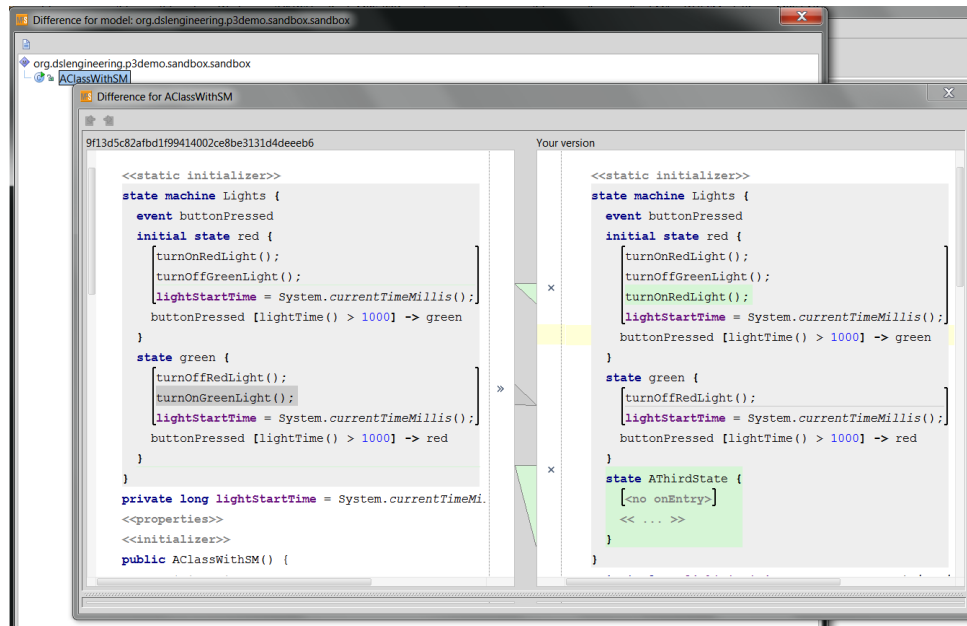 Difference for model: org.dslengineering.p3demo.sandbox.sandbox
org.dslengineering.p3demo.sandbox.sandbox
AClassWithSM
Difference for AClassWithSM
9f13d5c82afbd1f99414002ce8be3131d4deeeb6
<<static initializer>>
state machine Lights {
event buttonPressed
initial state red {
turnOnRedLight();
turnOffGreenLight();
lightStartTime = System.currentTimeMillis();
buttonPressed [lightTime() > 1000] -> green
}
state green {
turnOffRedLight();
turnOnGreenLight();
lightStartTime = System.currentTimeMillis();
buttonPressed [lightTime() > 1000] -> red
}
}
private long lightStartTime = System.currentTimeMi.
<<properties>>
<<initializer>>
public AClassWithSM() {
Your version
<<static initializer>>
state machine Lights {
event buttonPressed
initial state red {
turnOnRedLight();
turnOffGreenLight();
turnOnRedLight();
lightStartTime = System.currentTimeMillis();
buttonPressed [lightTime() > 1000] -> green
}
state green {
turnOffRedLight();
lightStartTime = System.currentTimeMillis();
buttonPressed [lightTime() > 1000] -> red
}
state AThirdState {
[<no onEntry>]
<< ... >>
}
}